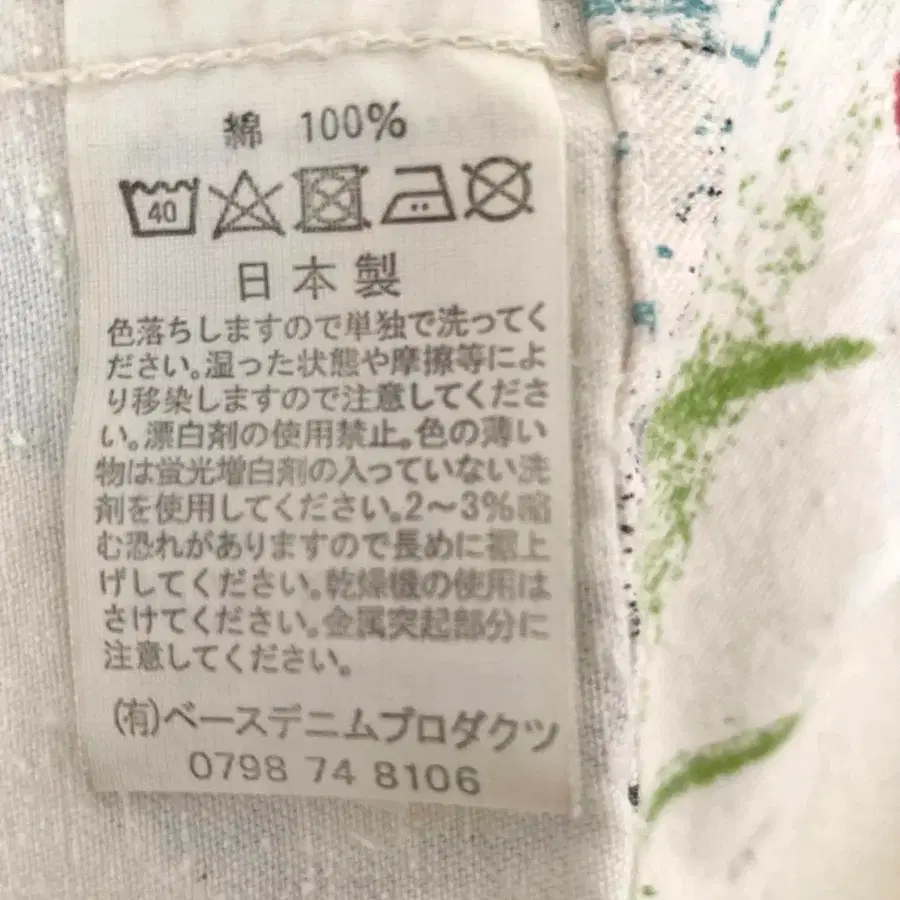 綿 100%
40
日本製
色落ちしますので単独で洗ってく
ださい。湿った状態や摩擦等によ
り移染しますので注意してくださ
い。漂白剤の使用禁止。色の薄い
物は蛍光増白剤の入っていない洗
剤を使用してください。2～3%縮
む恐れがありますので長めに裾上
げしてください。乾燥機の使用は
さけてください。金属突起部分に
注意してください。
(有)ベースデニムプロダクツ
0798 74 8106